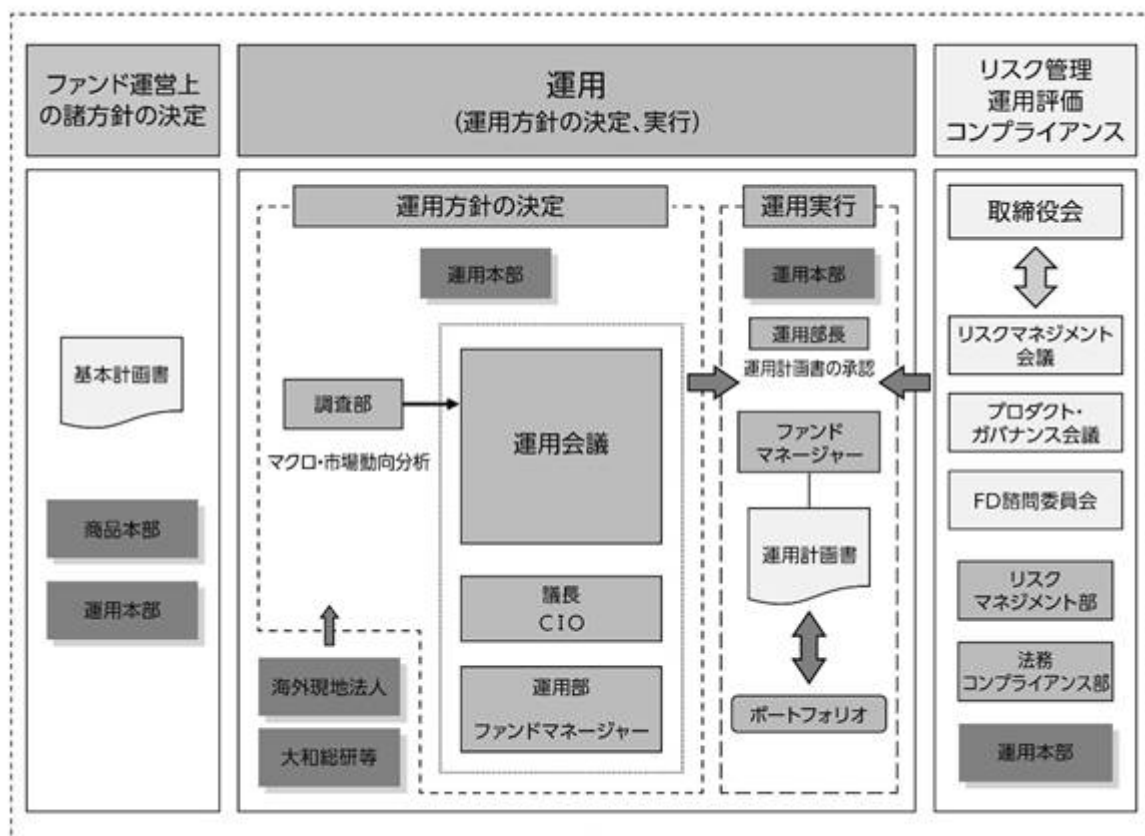 ファンド運営上
の諸方針の決定
運用
(運用方針の決定、実行)
リスク管理
運用評価
コンプライアンス
基本計画書
商品本部
運用本部
運用方針の決定
運用本部
調査部
マクロ・市場動向分析
運用会議
議長
CIO
運用部
ファンドマネージャー
海外現地法人
大和総研等
運用実行
運用本部
運用部長
運用計画書の承認
ファンド
マネージャー
運用計画書
ポートフォリオ
取締役会
リスクマネジメント
会議
プロダクト・
ガバナンス会議
FD諮問委員会
リスク
マネジメント部
法務
コンプライアンス部
運用本部